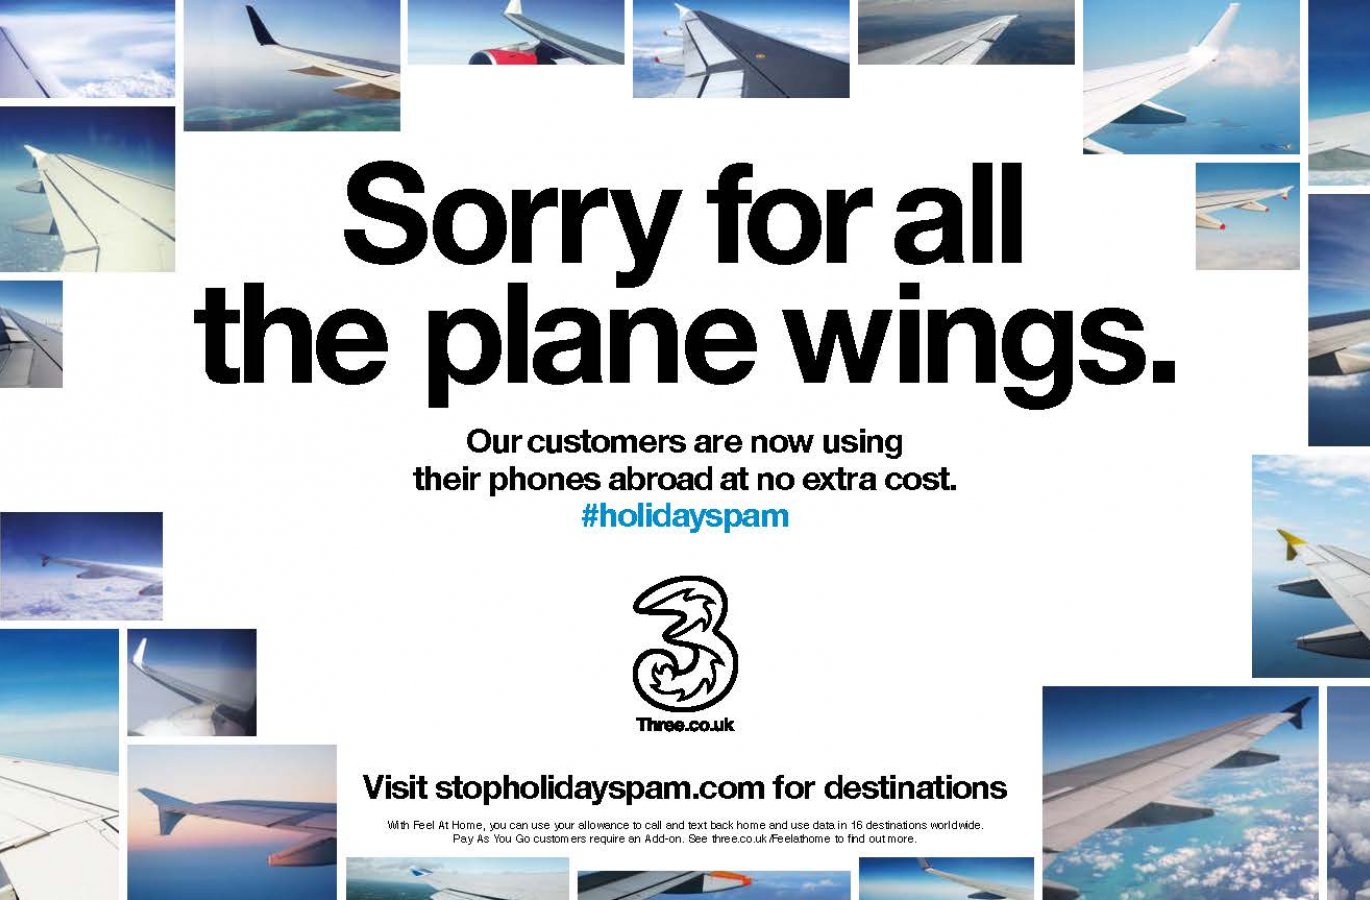 Sorry for all
the plane wings.
Our customers are now using
their phones abroad at no extra cost.
#holidayspam
3
Three.co.uk
Visit stopholidayspam.com for destinations
With Feel At Home, you can use your allowance to call and text back home and use data in 16 destinations worldwide.
Pay As You Go customers require an Add-on. See three.co.uk/Feelathome to find out more.